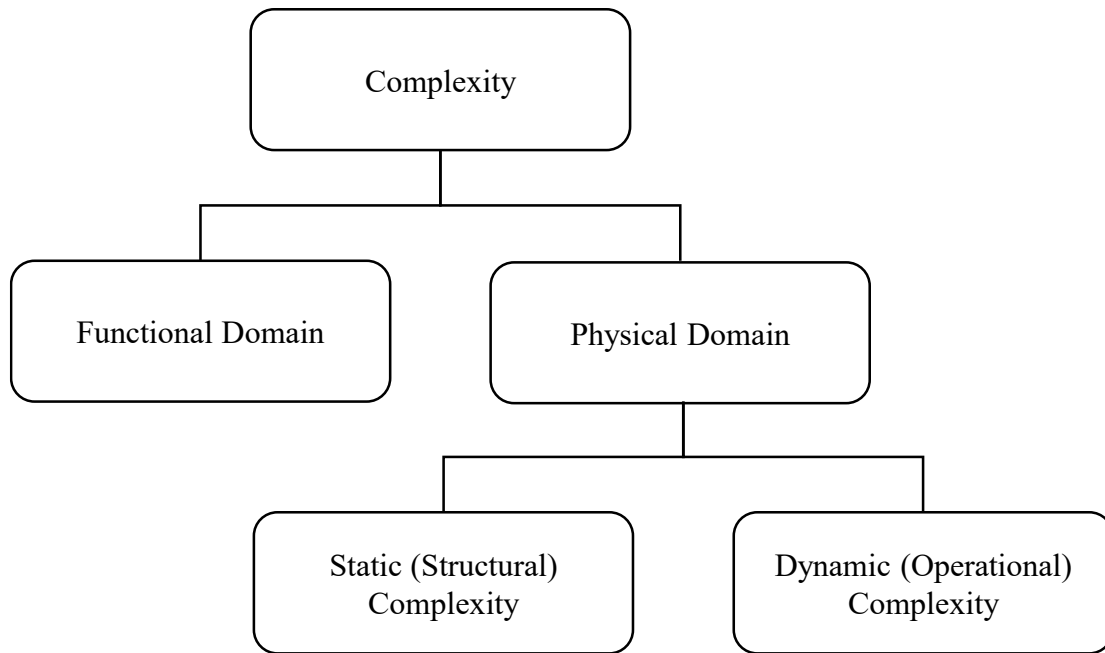 Complexity
Functional Domain
Physical Domain
Static (Structural)
Complexity
Dynamic (Operational)
Complexity